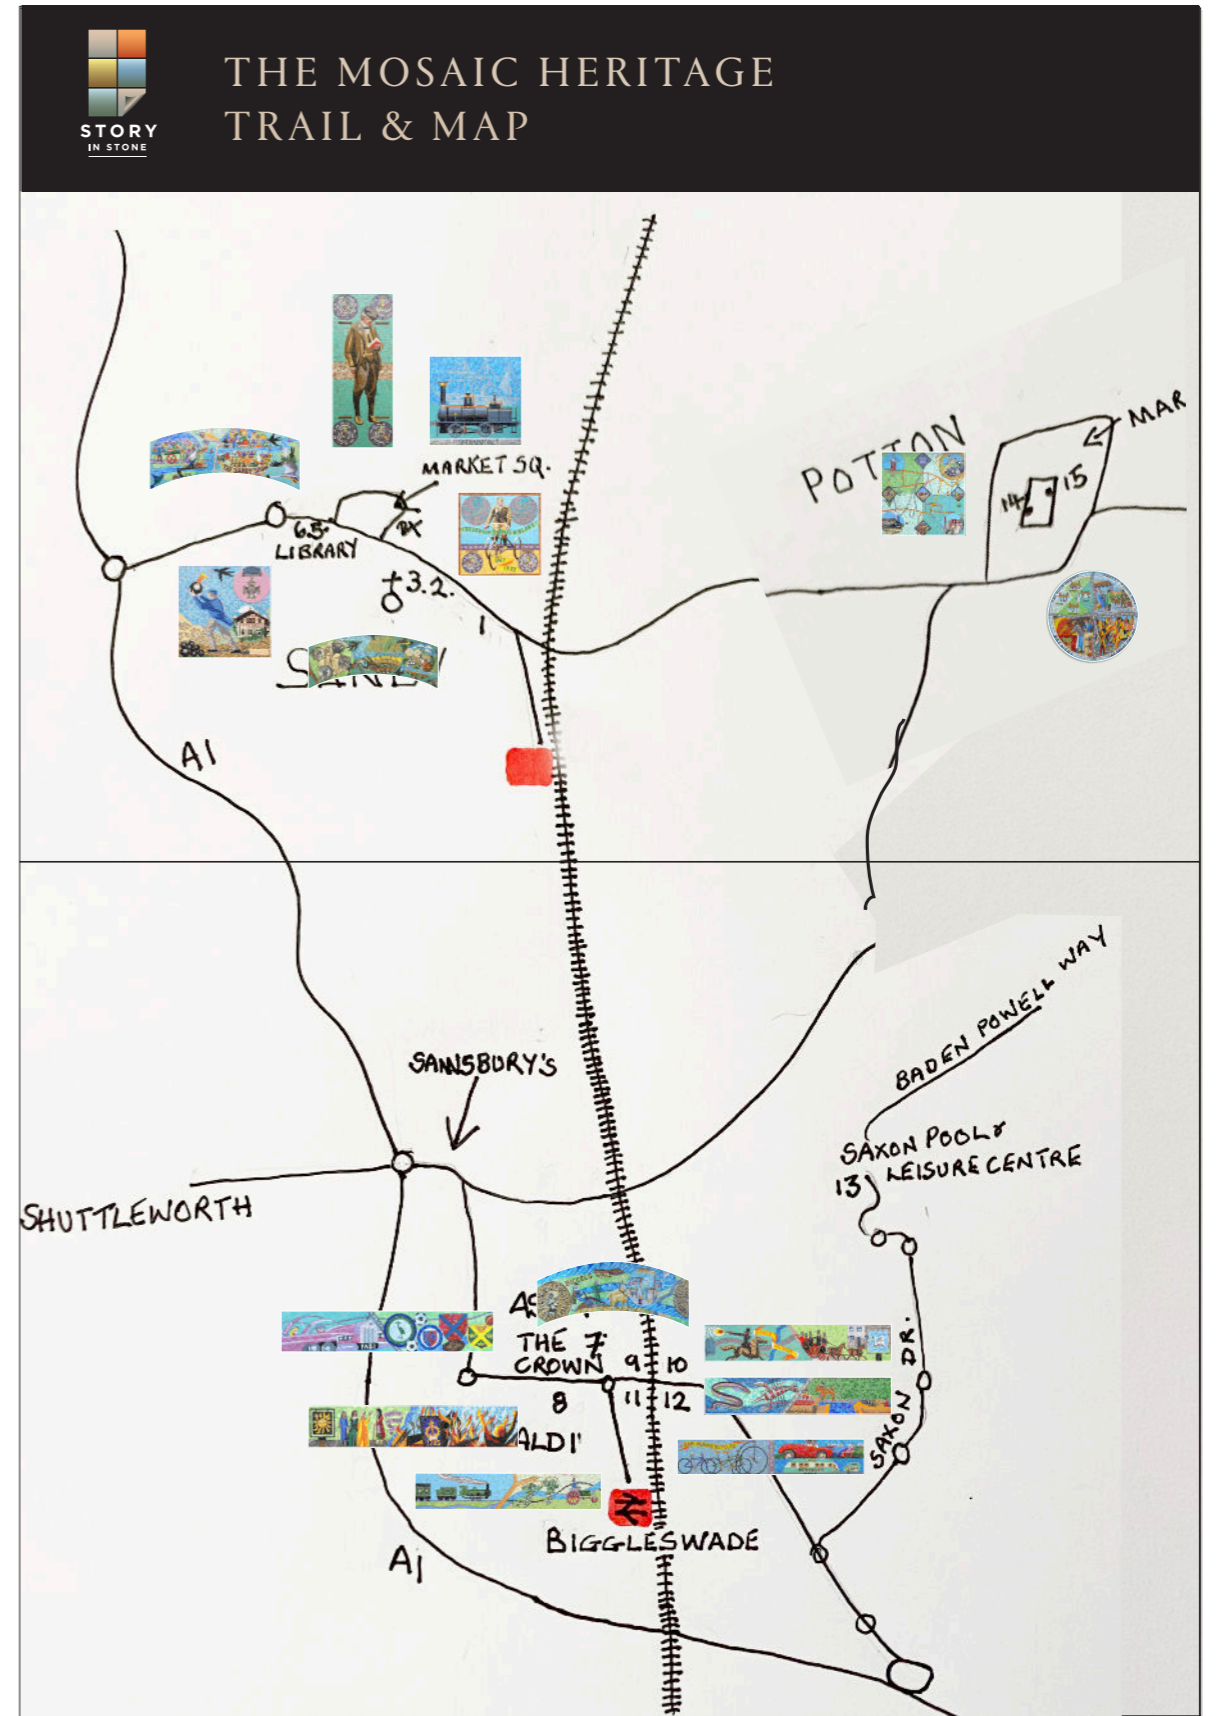 STORY
IN STONE
THE MOSAIC HERITAGE
TRAIL & MAP
MARKET SQ.
MAR
POTTON
14
15
6.5.
LIBRARY
3.2.
1
A1
SAINSBURY'S
BADEN POWELL WAY
SAXON POOL &
LEISURE CENTRE
13
SHUTTLEWORTH
THE 7
CROWN
9
10
8
11
12
SAXON DR.
ALDI
BIGGLESWADE
A1